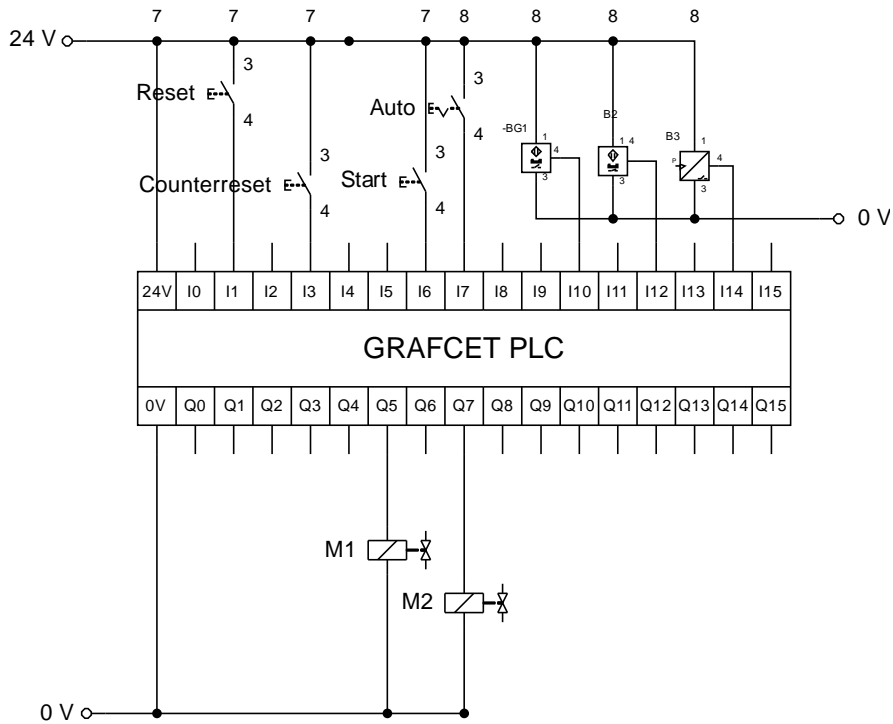 7 7 7 7 8 8 8 8
24 V
3 3
Reset
Auto
4 4
-BG1 1 4 3
B2 1 4 3
B3 1 P 4 3
3 3
Counterreset Start
4 4
0 V
24V I0 I1 I2 I3 I4 I5 I6 I7 I8 I9 I10 I11 I12 I13 I14 I15
GRAFCET PLC
0V Q0 Q1 Q2 Q3 Q4 Q5 Q6 Q7 Q8 Q9 Q10 Q11 Q12 Q13 Q14 Q15
M1
M2
0 V